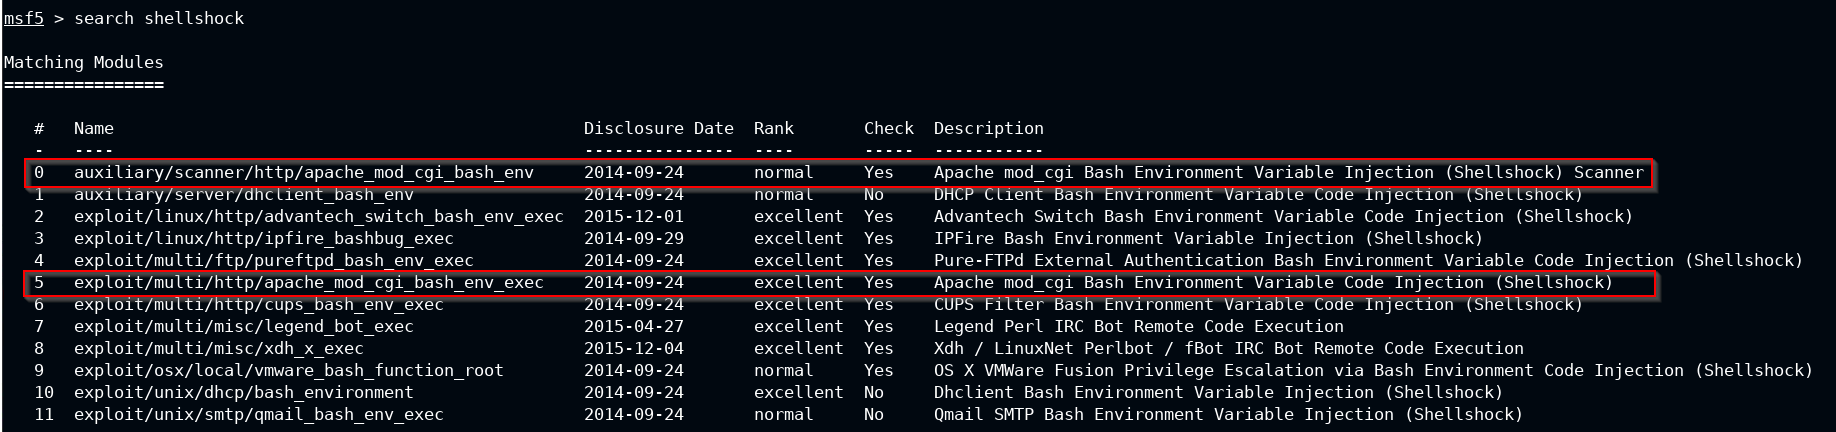 msf5 > search shellshock
Matching Modules
================
#   Name                                               Disclosure Date  Rank       Check  Description
-   ----                                               ---------------  ----       -----  -----------
0   auxiliary/scanner/http/apache_mod_cgi_bash_env     2014-09-24       normal     Yes    Apache mod_cgi Bash Environment Variable Injection (Shellshock) Scanner
1   auxiliary/server/dhclient_bash_env                 2014-09-24       normal     No     DHCP Client Bash Environment Variable Code Injection (Shellshock)
2   exploit/linux/http/advantech_switch_bash_env_exec  2015-12-01       excellent  Yes    Advantech Switch Bash Environment Variable Code Injection (Shellshock)
3   exploit/linux/http/ipfire_bashbug_exec             2014-09-29       excellent  Yes    IPFire Bash Environment Variable Injection (Shellshock)
4   exploit/multi/ftp/pureftpd_bash_env_exec           2014-09-24       excellent  Yes    Pure-FTPd External Authentication Bash Environment Variable Code Injection (Shellshock)
5   exploit/multi/http/apache_mod_cgi_bash_env_exec    2014-09-24       excellent  Yes    Apache mod_cgi Bash Environment Variable Code Injection (Shellshock)
6   exploit/multi/http/cups_bash_env_exec              2014-09-24       excellent  Yes    CUPS Filter Bash Environment Variable Code Injection (Shellshock)
7   exploit/multi/misc/legend_bot_exec                 2015-04-27       excellent  Yes    Legend Perl IRC Bot Remote Code Execution
8   exploit/multi/misc/xdh_x_exec                      2015-12-04       excellent  Yes    Xdh / LinuxNet Perlbot / fBot IRC Bot Remote Code Execution
9   exploit/osx/local/vmware_bash_function_root        2014-09-24       normal     Yes    OS X VMWare Fusion Privilege Escalation via Bash Environment Code Injection (Shellshock)
10  exploit/unix/dhcp/bash_environment                 2014-09-24       excellent  No     Dhclient Bash Environment Variable Injection (Shellshock)
11  exploit/unix/smtp/qmail_bash_env_exec              2014-09-24       normal     No     Qmail SMTP Bash Environment Variable Injection (Shellshock)